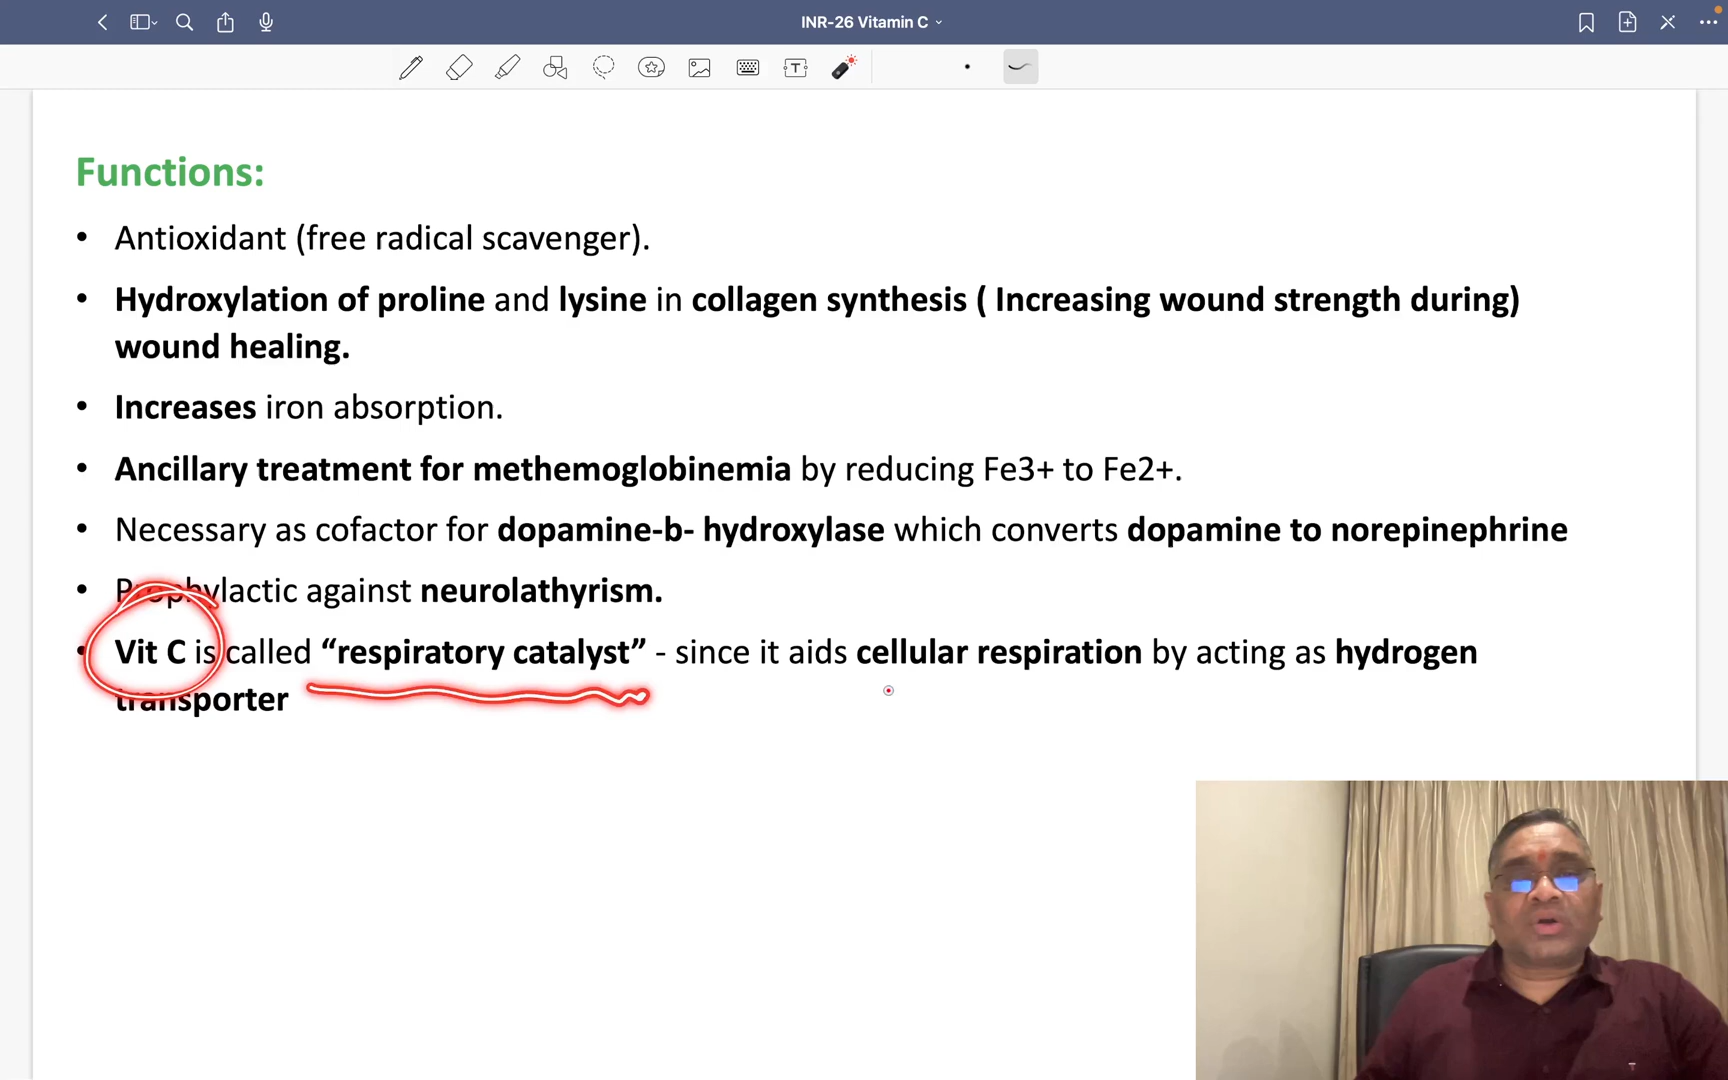 INR-26 Vitamin C
Functions:
• Antioxidant (free radical scavenger).
• Hydroxylation of proline and lysine in collagen synthesis ( Increasing wound strength during)
wound healing.
• Increases iron absorption.
• Ancillary treatment for methemoglobinemia by reducing Fe3+ to Fe2+.
• Necessary as cofactor for dopamine-b- hydroxylase which converts dopamine to norepinephrine
• Prophylactic against neurolathyrism.
• Vit C is called “respiratory catalyst” - since it aids cellular respiration by acting as hydrogen
transporter